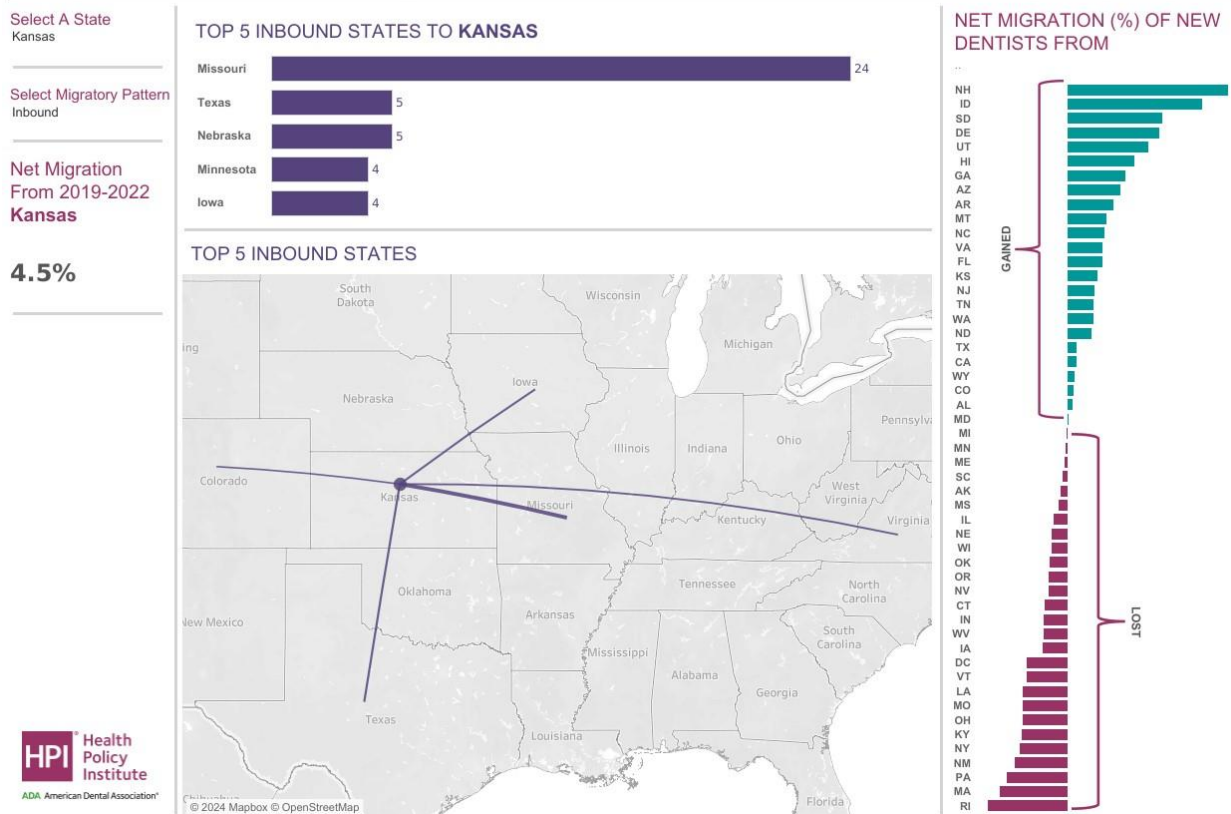 Select A State
Kansas
Select Migratory Pattern
Inbound
Net Migration
From 2019-2022
Kansas
4.5%
HPI Health
Policy
Institute
ADA American Dental Association®
TOP 5 INBOUND STATES TO KANSAS
Missouri 24
Texas 5
Nebraska 5
Minnesota 4
Iowa 4
TOP 5 INBOUND STATES
South
Dakota
Wisconsin
Michigan
ing
Iowa
Nebraska
Pennsylva
Illinois
Indiana
Ohio
Colorado
Kansas
Missouri
West
Virginia
Virginia
Kentucky
Oklahoma
Tennessee
North
Carolina
New Mexico
Arkansas
South
Carolina
Mississippi
Alabama
Georgia
Texas
Louisiana
Chihuahua
Florida
© 2024 Mapbox © OpenStreetMap
NET MIGRATION (%) OF NEW
DENTISTS FROM
..
NH
ID
SD
DE
UT
HI
GA
AZ
AR
MT
NC
VA
FL
KS
NJ
TN
WA
ND
TX
CA
WY
CO
AL
MD
MI
MN
ME
SC
AK
MS
IL
NE
WI
OK
OR
NV
CT
IN
WV
IA
DC
VT
LA
MO
OH
KY
NY
NM
PA
MA
RI
GAINED
LOST